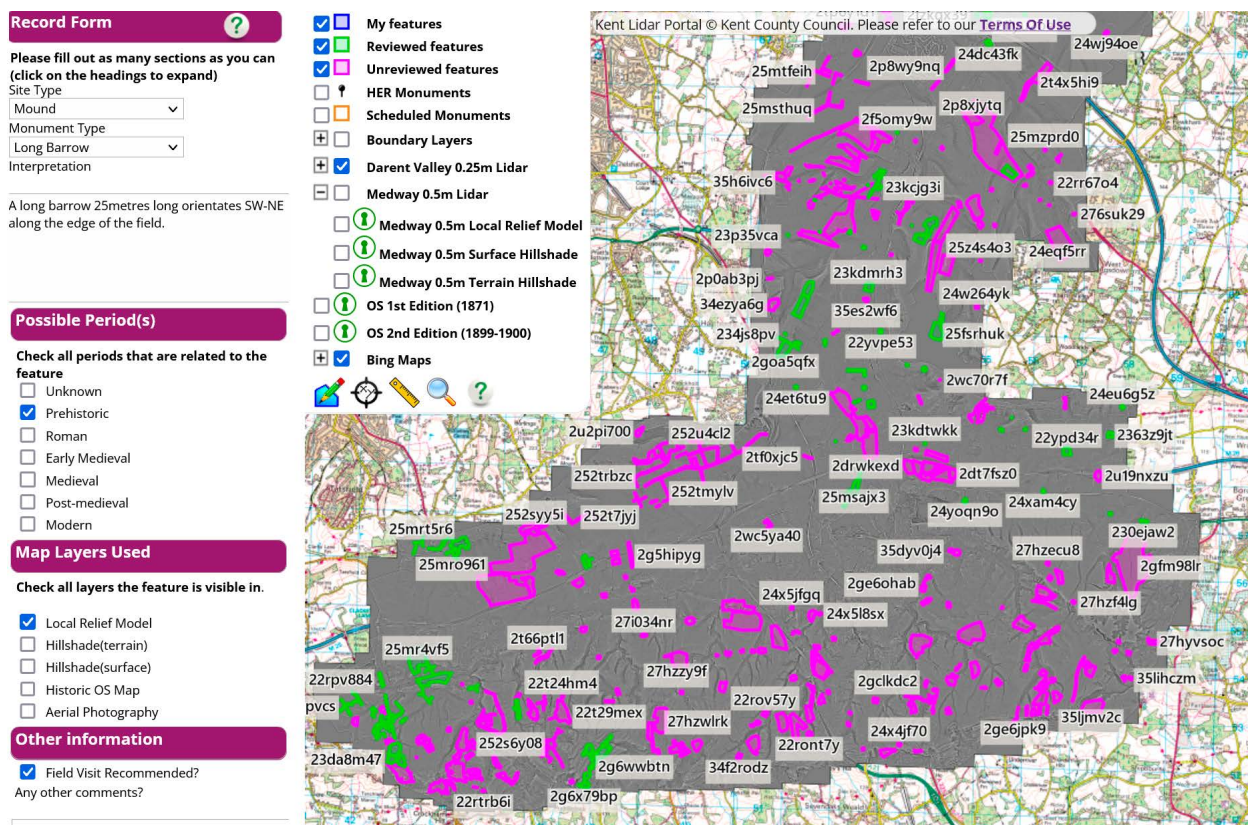 Record Form
?
Please fill out as many sections as you can
(click on the headings to expand)
Site Type
Mound
Monument Type
Long Barrow
Interpretation
A long barrow 25metres long orientates SW-NE
along the edge of the field.
Possible Period(s)
Check all periods that are related to the
feature
Unknown
Prehistoric
Roman
Early Medieval
Medieval
Post-medieval
Modern
Map Layers Used
Check all layers the feature is visible in.
Local Relief Model
Hillshade(terrain)
Hillshade(surface)
Historic OS Map
Aerial Photography
Other information
Field Visit Recommended?
Any other comments?
My features
Reviewed features
Unreviewed features
HER Monuments
Scheduled Monuments
Boundary Layers
Darent Valley 0.25m Lidar
Medway 0.5m Lidar
Medway 0.5m Local Relief Model
Medway 0.5m Surface Hillshade
Medway 0.5m Terrain Hillshade
OS 1st Edition (1871)
OS 2nd Edition (1899-1900)
Bing Maps
?
Kent Lidar Portal © Kent County Council. Please refer to our Terms Of Use
24wj94oe
24dc43fk
2p8wy9nq
25mtfeih
2t4x5hi9
25msthuq
2p8xjytq
2f5omy9w
25mzprd0
35h6ivc6
23kcjg3i
22rr67o4
276suk29
23p35vca
25z4s4o3
24eqf5rr
2p0ab3pj
23kdmrh3
24w264yk
34ezya6g
35es2wf6
234js8pv
25fsrhuk
22yvpe53
2goa5qfx
2wc70r7f
24et6tu9
24eu6g5z
2u2pi700
252u4cl2
23kdtwkk
22ypd34r
2363z9jt
2tf0xjc5
2drwkexd
2dt7fsz0
2u19nxzu
252trbzc
252tmylv
25msajx3
24xam4cy
24yoqn9o
252syy5i
252t7jyj
25mrt5r6
2wc5ya40
230ejaw2
25mro961
2g5hipyg
35dyv0j4
27hzecu8
2gfm98lr
2ge6ohab
24x5jfgq
24x5l8sx
27hzf4lg
27i034nr
2t66ptl1
27hyvsoc
25mr4vf5
27hzzy9f
22rpv884
22t24hm4
2gclkdc2
35lihczm
pvcs
22rov57y
22t29mex
27hzwlrk
35ljmv2c
24x4jf70
2ge6jpk9
252s6y08
22ront7y
23da8m47
2g6wwbtn
34f2rodz
22rtrb6i
2g6x79bp